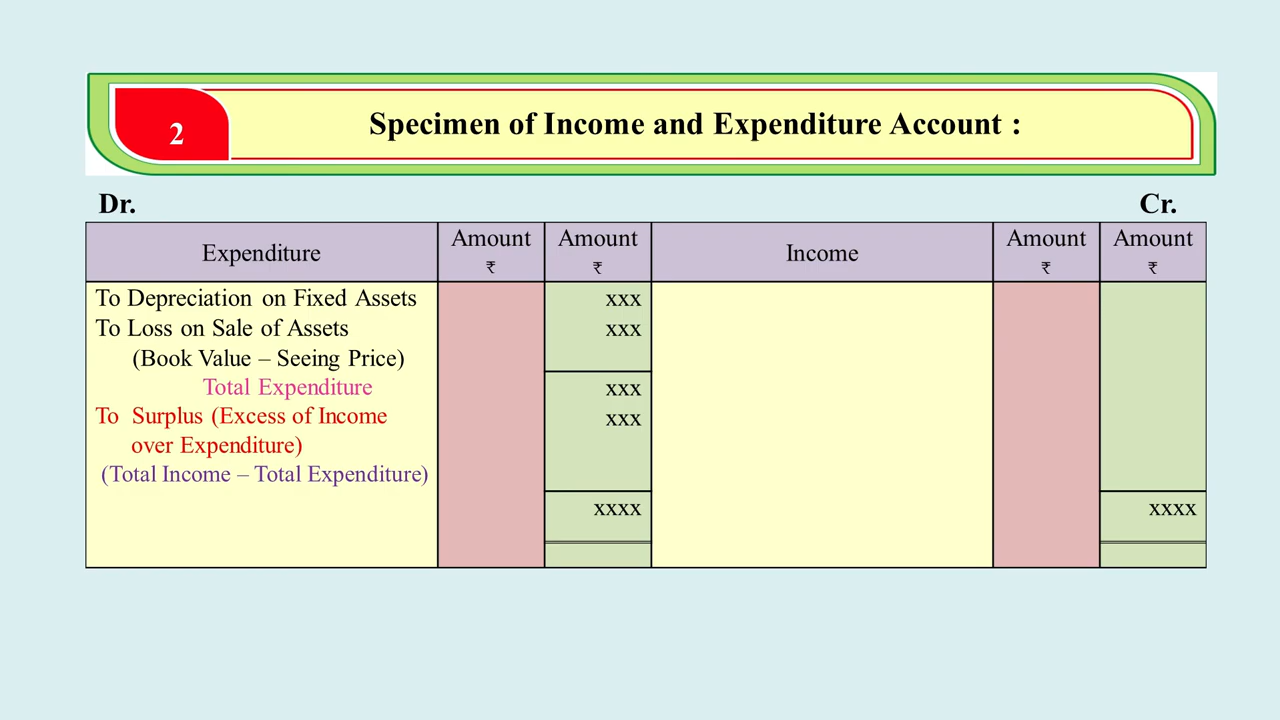 2
Specimen of Income and Expenditure Account :
Dr.
Cr.
Expenditure
Amount
₹
Amount
₹
Income
Amount
₹
Amount
₹
To Depreciation on Fixed Assets xxx
To Loss on Sale of Assets xxx
(Book Value – Seeing Price)
Total Expenditure xxx
To Surplus (Excess of Income xxx
over Expenditure)
(Total Income – Total Expenditure)
xxxx xxxx